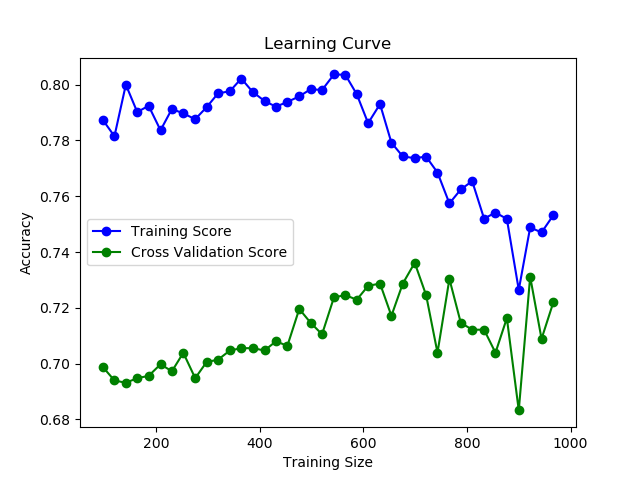 Learning Curve
0.80
0.78
0.76
0.74
0.72
0.70
0.68
Accuracy
Training Score
Cross Validation Score
200
400
600
800
1000
Training Size